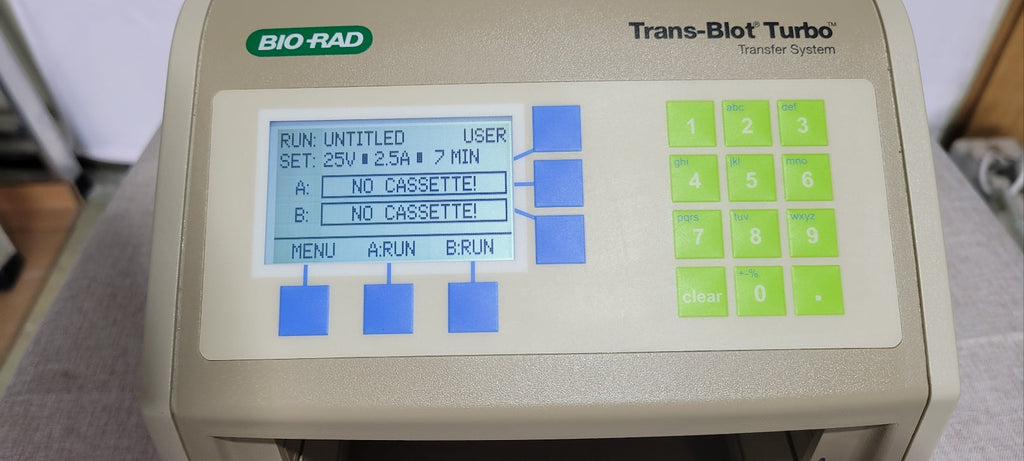 BIO-RAD
Trans-Blot® Turbo™
Transfer System
RUN: UNTITLED USER
SET: 25V ▮ 2.5A ▮ 7 MIN
A: NO CASSETTE!
B: NO CASSETTE!
MENU A:RUN B:RUN
1 abc 2 def 3
ghi 4 jkl 5 mno 6
pqrs 7 tuv 8 wxyz 9
clear +-% 0 .